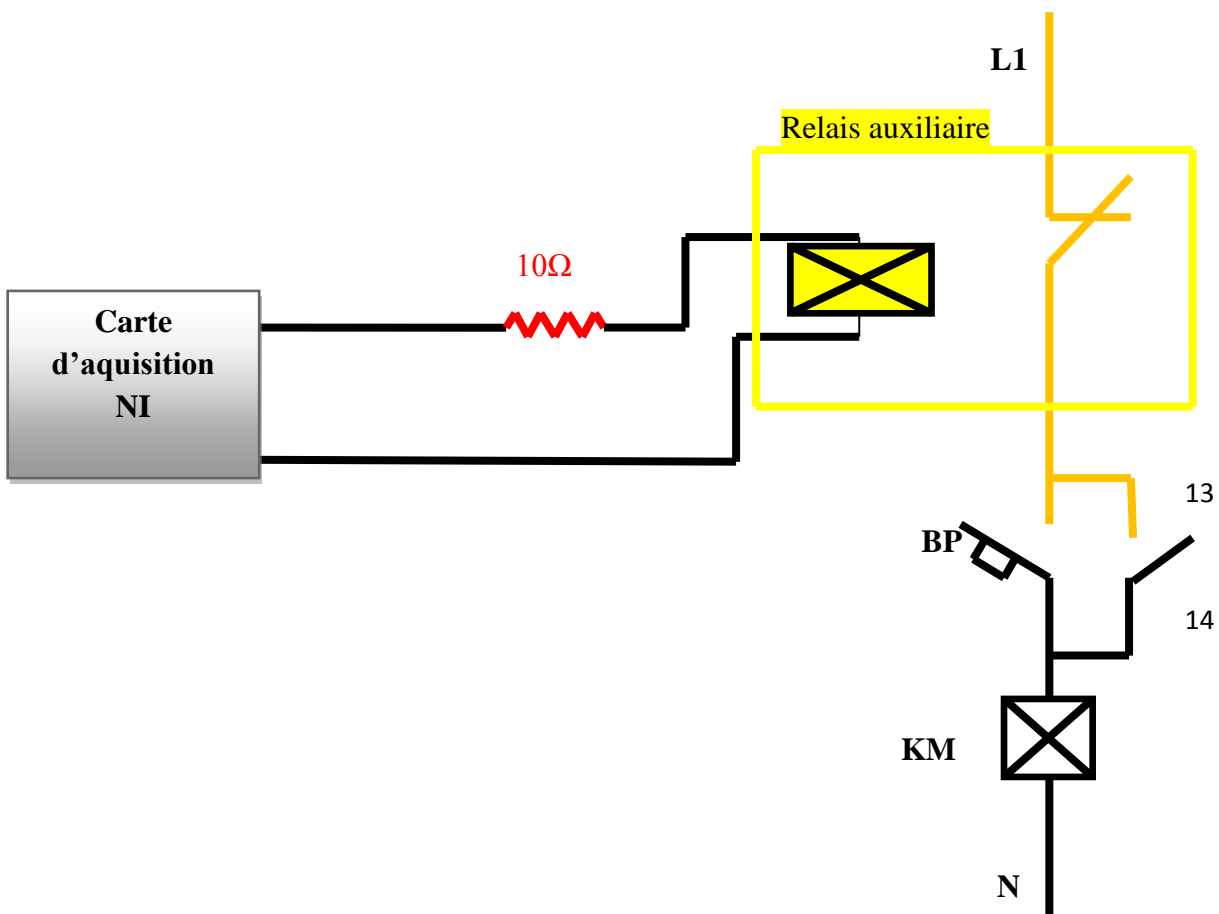 L1
Relais auxiliaire
10Ω
Carte
d’aquisition
NI
13
BP
14
KM
N